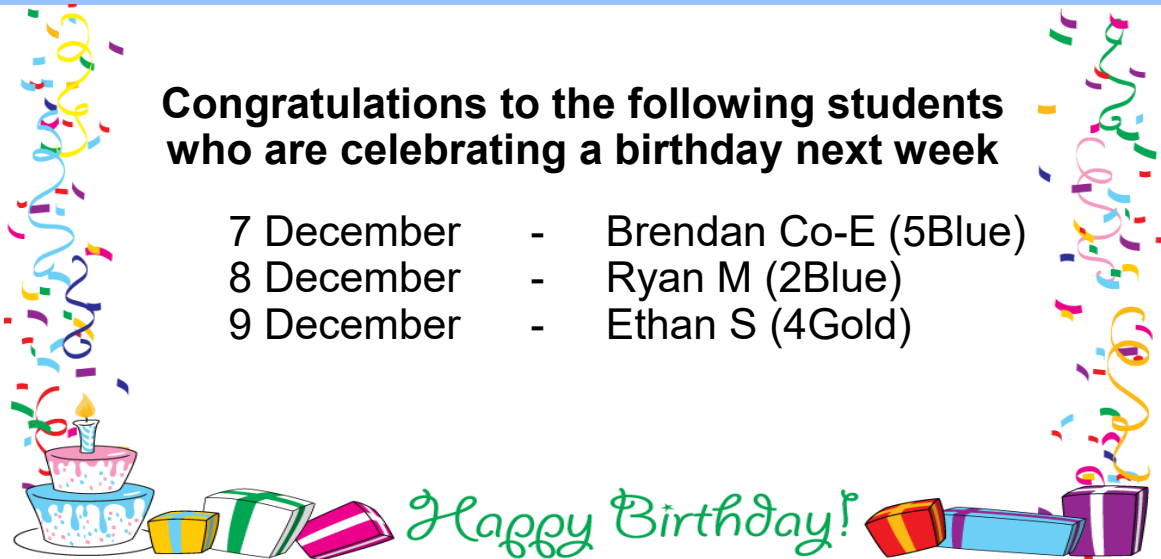 Congratulations to the following students
who are celebrating a birthday next week
7 December - Brendan Co-E (5Blue)
8 December - Ryan M (2Blue)
9 December - Ethan S (4Gold)
Happy Birthday!